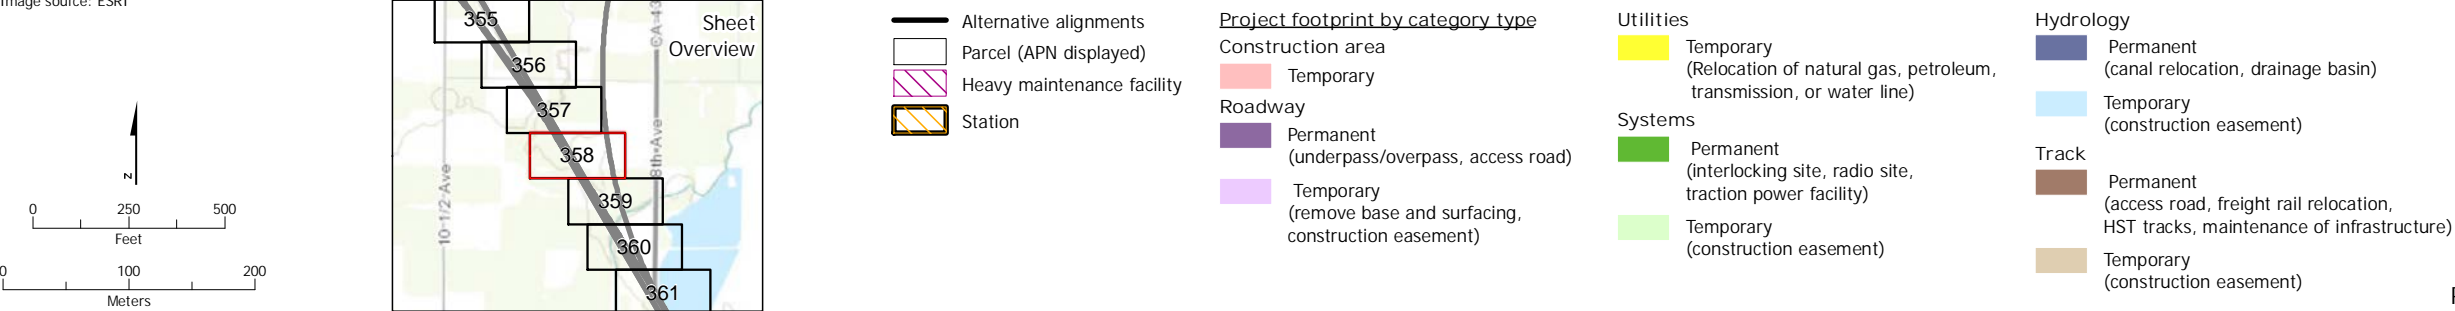 Image source: ESRI
N
0 250 500
Feet
0 100 200
Meters
Sheet
Overview
355
356
357
358
359
360
361
10-1/2-Ave
8th-Ave
CA-43
Alternative alignments
Parcel (APN displayed)
Heavy maintenance facility
Station
Project footprint by category type
Construction area
Temporary
Roadway
Permanent
(underpass/overpass, access road)
Temporary
(remove base and surfacing,
construction easement)
Utilities
Temporary
(Relocation of natural gas, petroleum,
transmission, or water line)
Systems
Permanent
(interlocking site, radio site,
traction power facility)
Temporary
(construction easement)
Hydrology
Permanent
(canal relocation, drainage basin)
Temporary
(construction easement)
Track
Permanent
(access road, freight rail relocation,
HST tracks, maintenance of infrastructure)
Temporary
(construction easement)